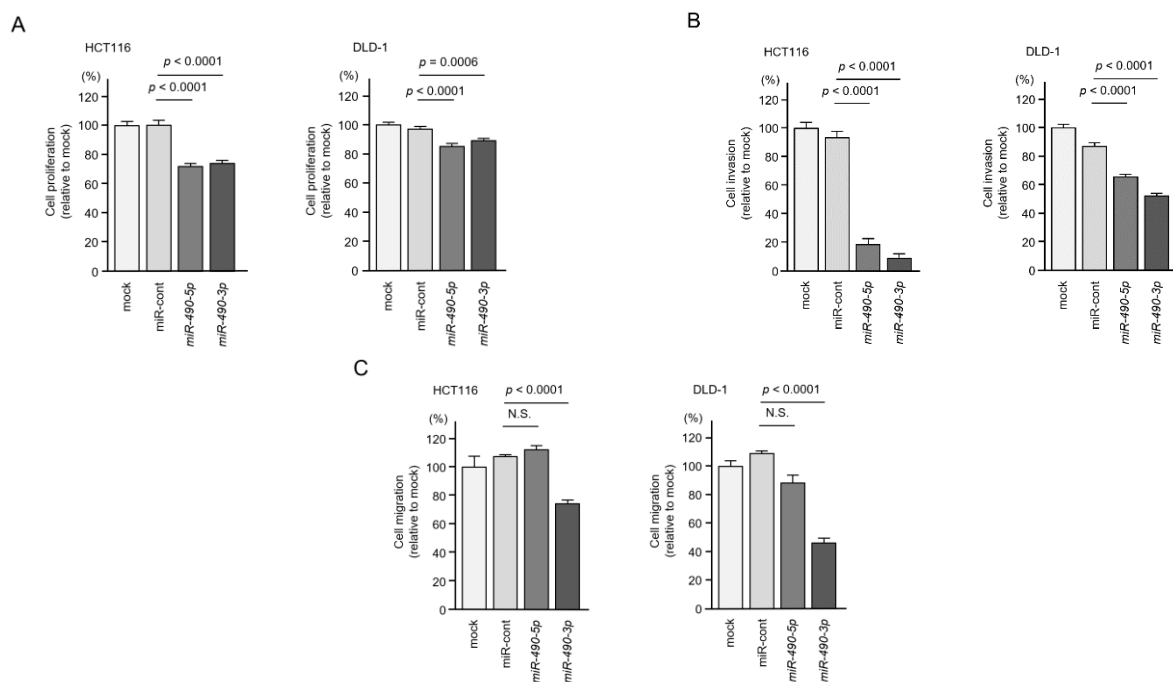 A
HCT116
p < 0.0001
p < 0.0001
(%)
120
100
80
60
40
20
0
Cell proliferation
(relative to mock)
mock
miR-cont
miR-490-5p
miR-490-3p
DLD-1
p = 0.0006
p < 0.0001
(%)
120
100
80
60
40
20
0
Cell proliferation
(relative to mock)
mock
miR-cont
miR-490-5p
miR-490-3p
B
HCT116
p < 0.0001
p < 0.0001
(%)
120
100
80
60
40
20
0
Cell invasion
(relative to mock)
mock
miR-cont
miR-490-5p
miR-490-3p
DLD-1
p < 0.0001
p < 0.0001
(%)
120
100
80
60
40
20
0
Cell invasion
(relative to mock)
mock
miR-cont
miR-490-5p
miR-490-3p
C
HCT116
p < 0.0001
N.S.
(%)
120
100
80
60
40
20
0
Cell migration
(relative to mock)
mock
miR-cont
miR-490-5p
miR-490-3p
DLD-1
p < 0.0001
N.S.
(%)
120
100
80
60
40
20
0
Cell migration
(relative to mock)
mock
miR-cont
miR-490-5p
miR-490-3p